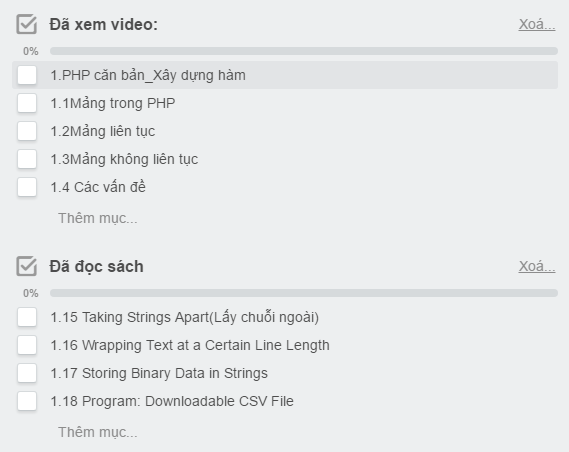 Đã xem video:
Xoá...
0%
1.PHP căn bản_Xây dựng hàm
1.1Mảng trong PHP
1.2Mảng liên tục
1.3Mảng không liên tục
1.4 Các vấn đề
Thêm mục...
Đã đọc sách
Xoá...
0%
1.15 Taking Strings Apart(Lấy chuỗi ngoài)
1.16 Wrapping Text at a Certain Line Length
1.17 Storing Binary Data in Strings
1.18 Program: Downloadable CSV File
Thêm mục...